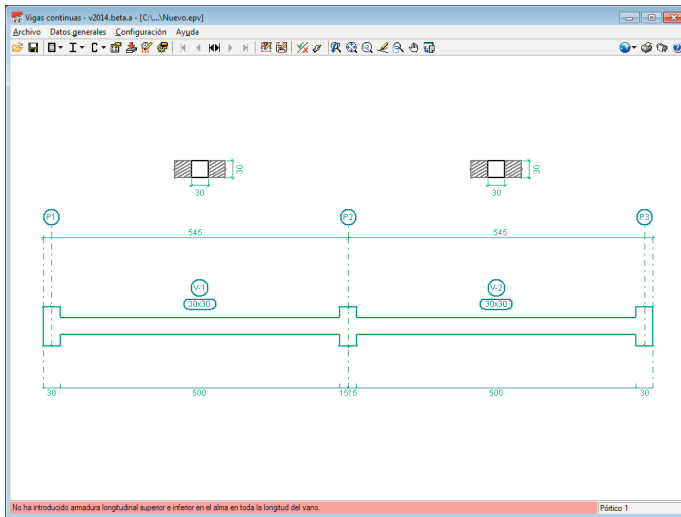 Vigas continuas - v2014.beta.a - [C:\...\Nuevo.epv]
Archivo Datos generales Configuración Ayuda
30 30
30 30
P1 P2 P3
545 545
V-1 V-2
30x30 30x30
30 500 15 15 500 30
No ha introducido armadura longitudinal superior e inferior en el alma en toda la longitud del vano. Pórtico 1